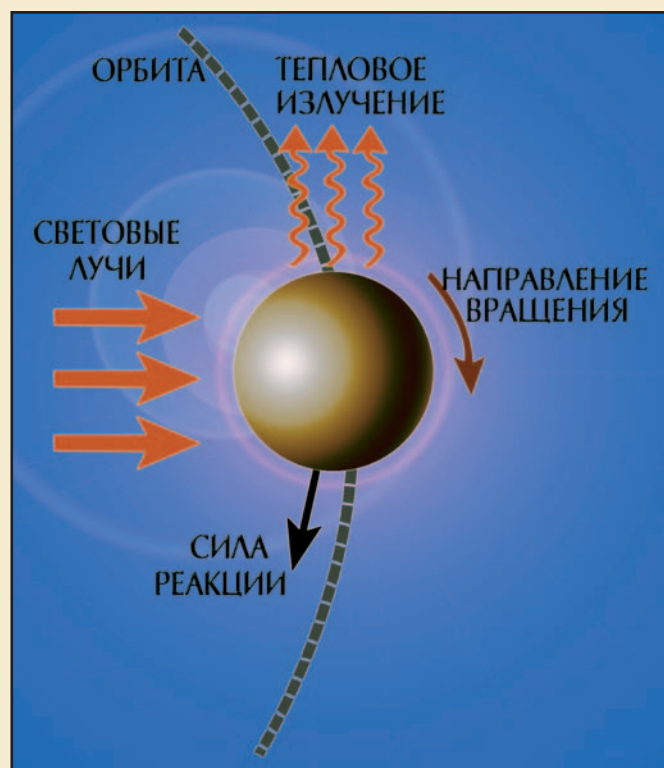 ОРБИТА
ТЕПЛОВОЕ
ИЗЛУЧЕНИЕ
СВЕТОВЫЕ
ЛУЧИ
НАПРАВЛЕНИЕ
ВРАЩЕНИЯ
СИЛА
РЕАКЦИИ